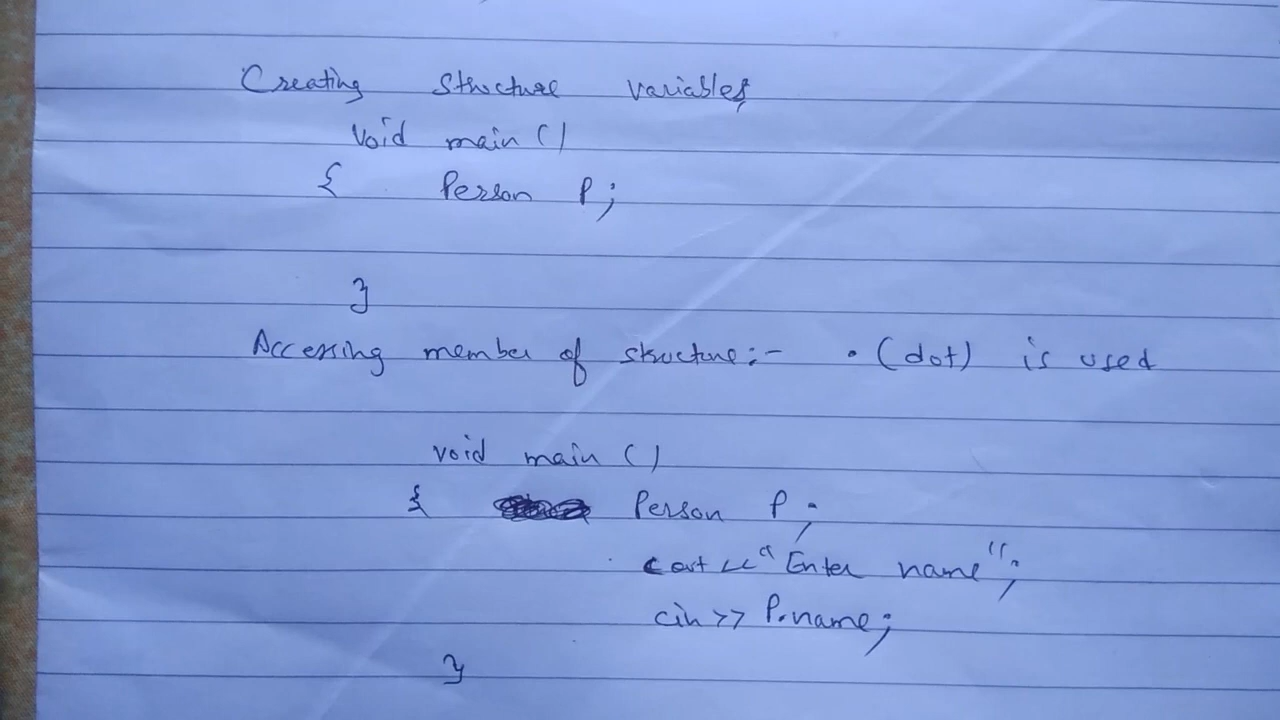 Creating Structure variables,
void main ()
{ Person P;
}
Accessing member of structure:- . (dot) is used
void main ()
{ Person P;
cout << "Enter name";
cin >> P.name;
}